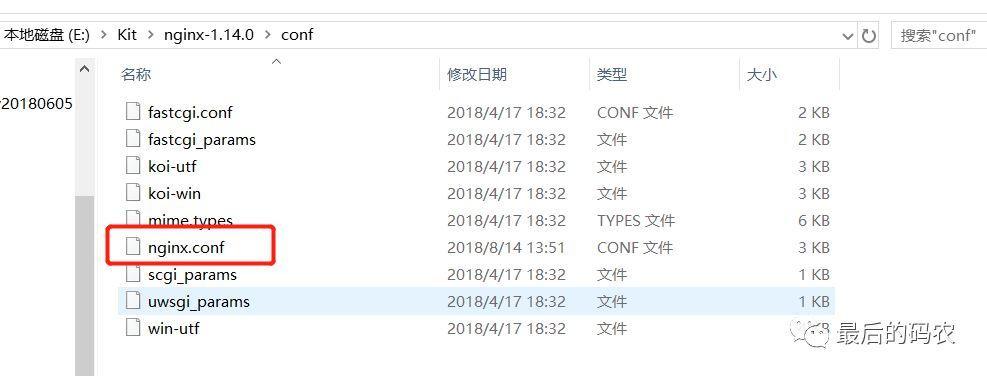 本地磁盘 (E:) > Kit > nginx-1.14.0 > conf 搜索"conf"
名称 修改日期 类型 大小
20180605
fastcgi.conf 2018/4/17 18:32 CONF 文件 2 KB
fastcgi_params 2018/4/17 18:32 文件 2 KB
koi-utf 2018/4/17 18:32 文件 3 KB
koi-win 2018/4/17 18:32 文件 3 KB
mime.types 2018/4/17 18:32 TYPES 文件 6 KB
nginx.conf 2018/8/14 13:51 CONF 文件 3 KB
scgi_params 2018/4/17 18:32 文件 1 KB
uwsgi_params 2018/4/17 18:32 文件 1 KB
win-utf 2018/4/17 18:32 文件 KB
最后的码农